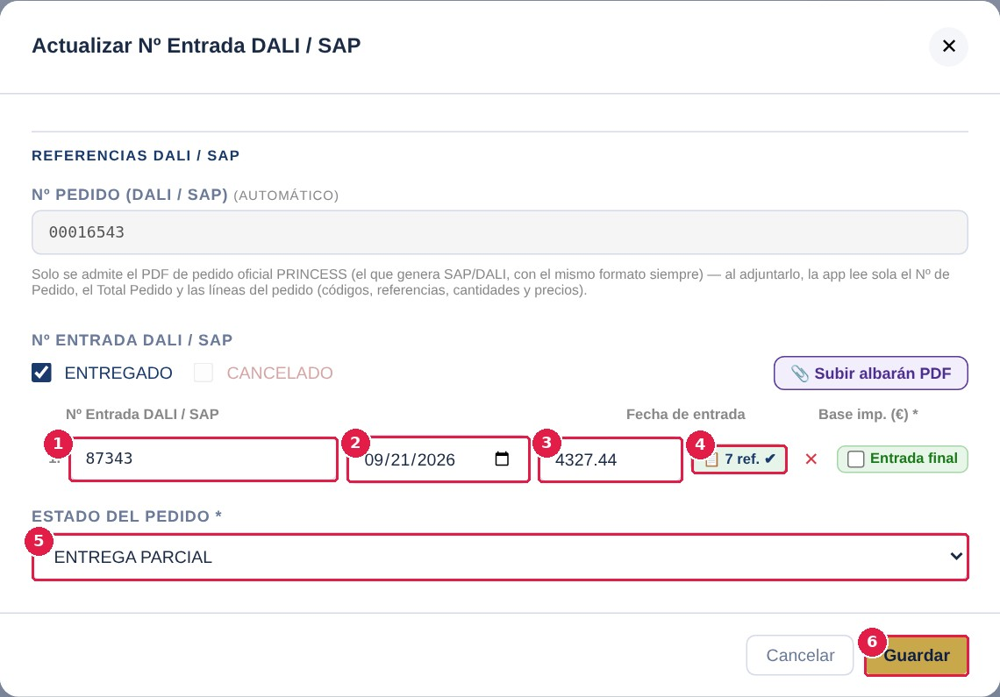 Actualizar Nº Entrada DALI / SAP
✕
REFERENCIAS DALI / SAP
Nº PEDIDO (DALI / SAP) (AUTOMÁTICO)
00016543
Solo se admite el PDF de pedido oficial PRINCESS (el que genera SAP/DALI, con el mismo formato siempre) — al adjuntarlo, la app lee sola el Nº de
Pedido, el Total Pedido y las líneas del pedido (códigos, referencias, cantidades y precios).
Nº ENTRADA DALI / SAP
ENTREGADO CANCELADO 📎 Subir albarán PDF
Nº Entrada DALI / SAP Fecha de entrada Base imp. (€) *
1 2 3 4
1. 87343 09/21/2026 4327.44 📋 7 ref. ✔ ✕ Entrada final
ESTADO DEL PEDIDO *
5
ENTREGA PARCIAL
6
Cancelar Guardar